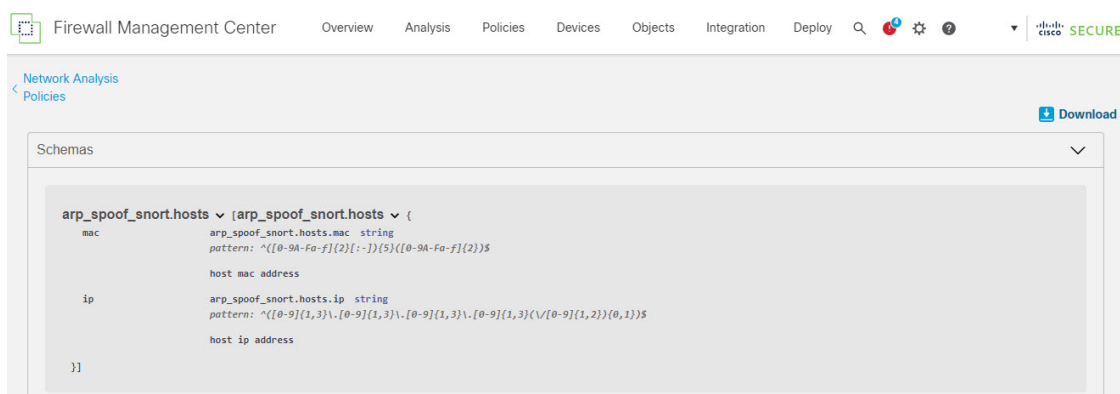 Firewall Management Center
Overview Analysis Policies Devices Objects Integration Deploy 4 cisco SECURE
Network Analysis
Policies
Download
Schemas
arp_spoof_snort.hosts [arp_spoof_snort.hosts {
mac arp_spoof_snort.hosts.mac string
pattern: ^([0-9A-Fa-f]{2}[:-]){5}([0-9A-Fa-f]{2})$
host mac address
ip arp_spoof_snort.hosts.ip string
pattern: ^([0-9]{1,3}\.[0-9]{1,3}\.[0-9]{1,3}\.[0-9]{1,3}(\/[0-9]{1,2}){0,1})$
host ip address
}]